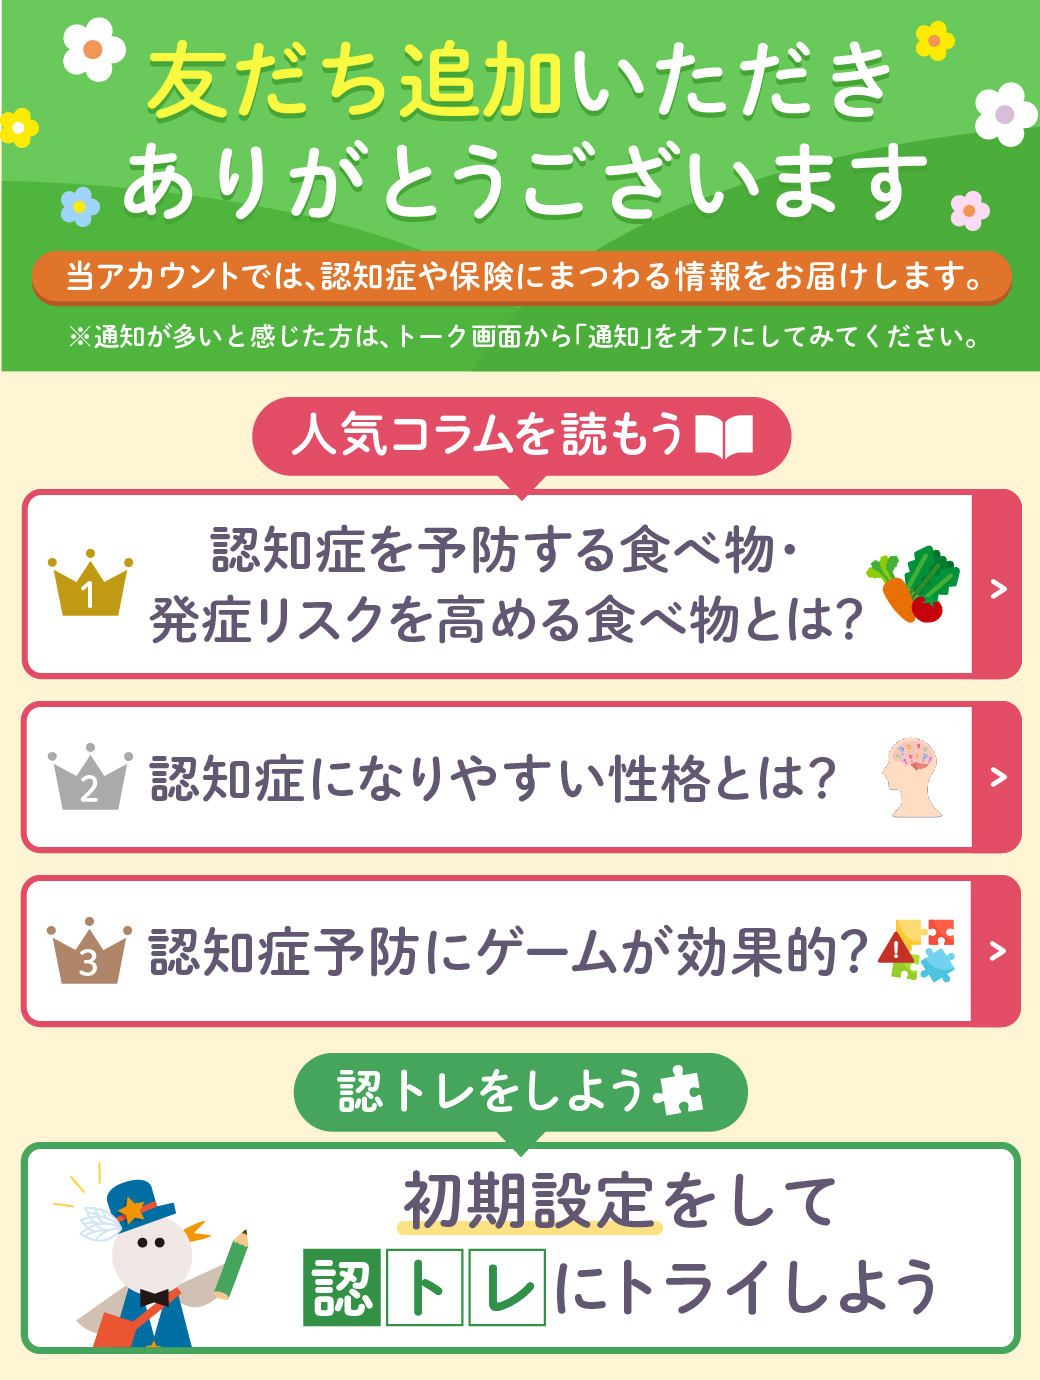 友だち追加いただき
ありがとうございます
当アカウントでは、認知症や保険にまつわる情報をお届けします。
※通知が多いと感じた方は、トーク画面から「通知」をオフにしてみてください。
人気コラムを読もう
1
認知症を予防する食べ物・
発症リスクを高める食べ物とは?
>
2
認知症になりやすい性格とは?
>
3
認知症予防にゲームが効果的?
!
>
認トレをしよう
初期設定をして
認トレにトライしよう